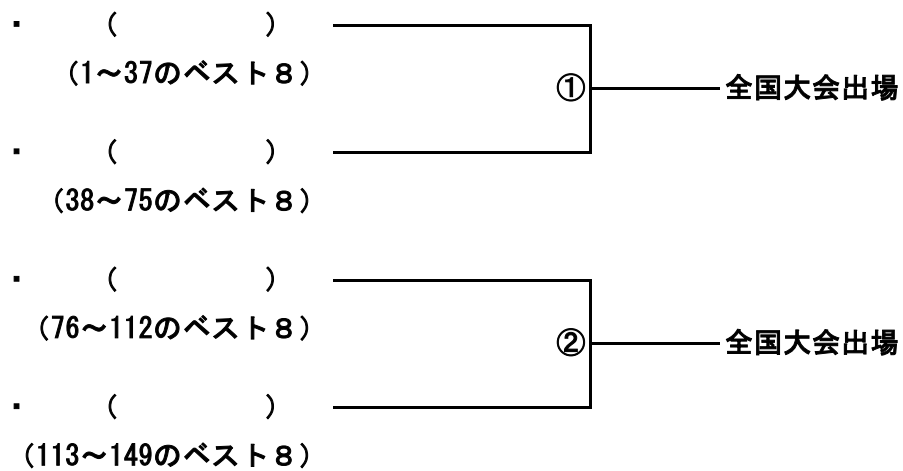 ・ （ ）
(1～37のベスト８)
① 全国大会出場
・ （ ）
(38～75のベスト８)
・ （ ）
(76～112のベスト８)
② 全国大会出場
・ （ ）
(113～149のベスト８)